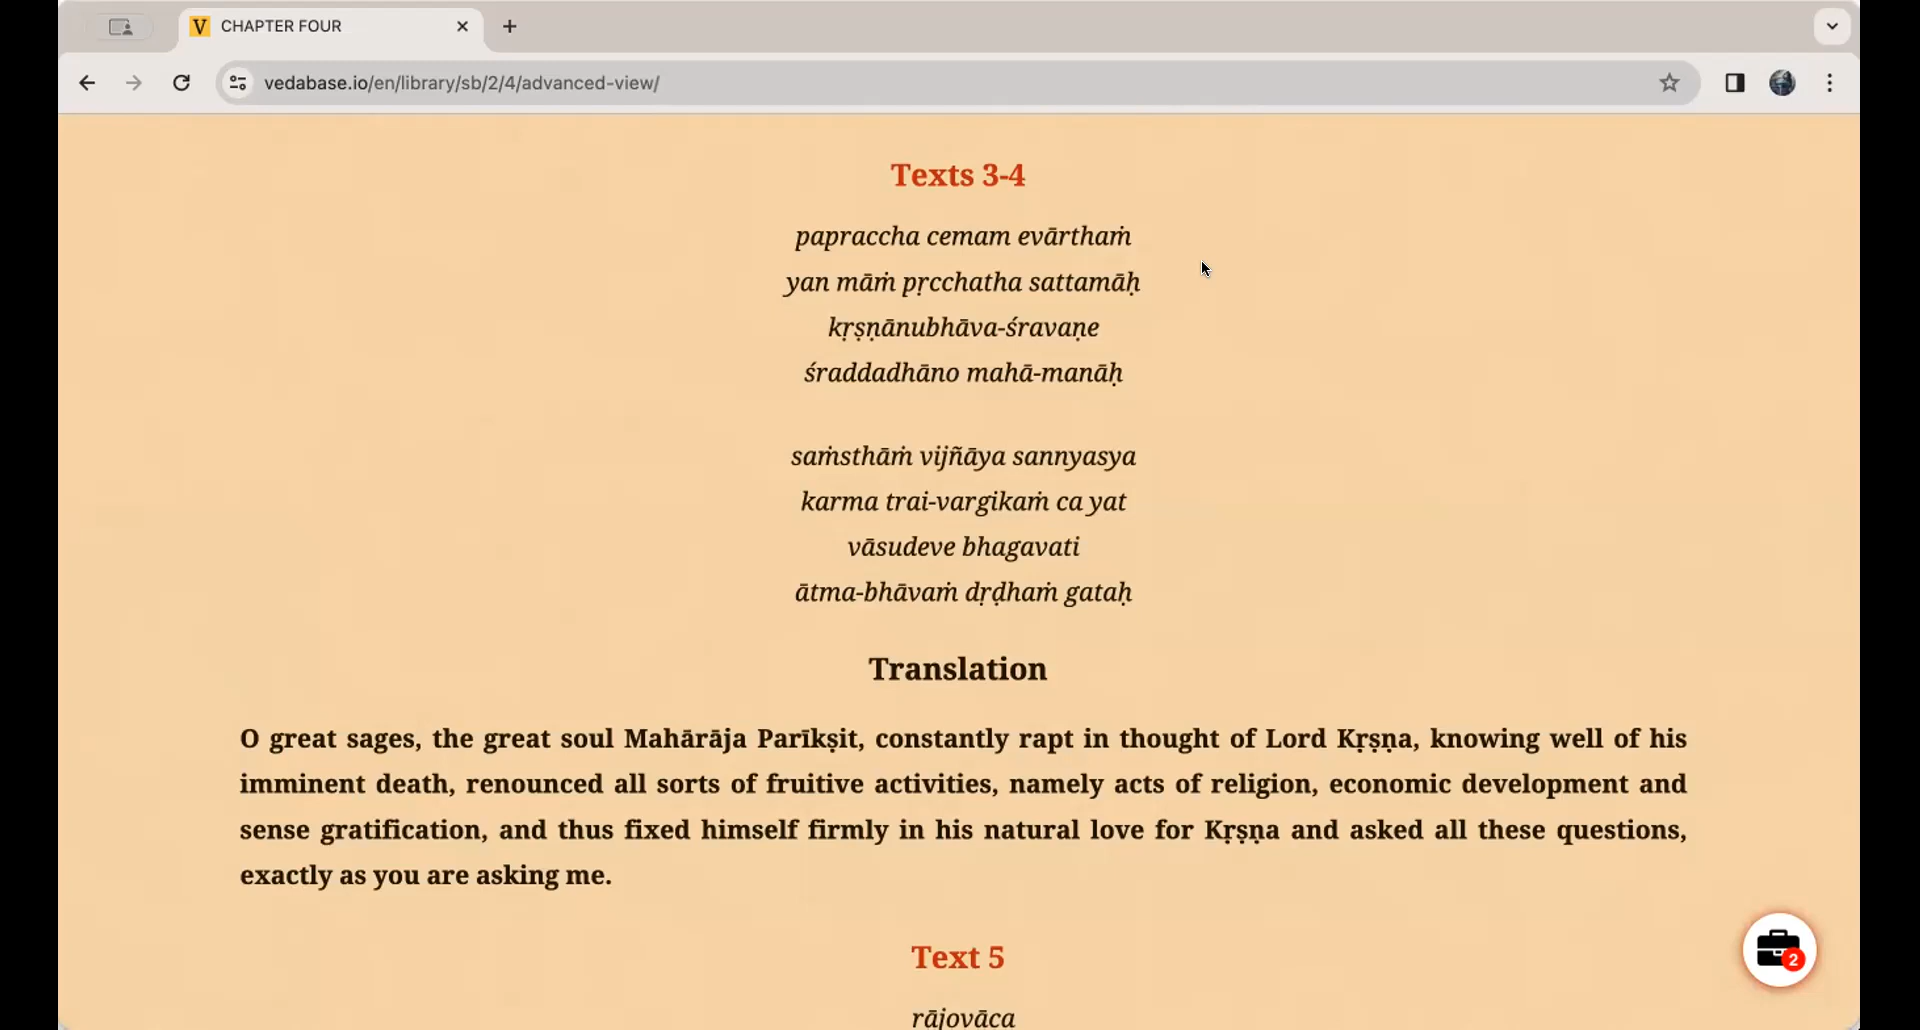 CHAPTER FOUR
vedabase.io/en/library/sb/2/4/advanced-view/
Texts 3-4
papraccha cemam evārthaṁ
yan māṁ pṛcchatha sattamāḥ
kṛṣṇānubhāva-śravaṇe
śraddadhāno mahā-manāḥ
saṁsthāṁ vijñāya sannyasya
karma trai-vargikaṁ ca yat
vāsudeve bhagavati
ātma-bhāvaṁ dṛḍhaṁ gataḥ
Translation
O great sages, the great soul Mahārāja Parīkṣit, constantly rapt in thought of Lord Kṛṣṇa, knowing well of his
imminent death, renounced all sorts of fruitive activities, namely acts of religion, economic development and
sense gratification, and thus fixed himself firmly in his natural love for Kṛṣṇa and asked all these questions,
exactly as you are asking me.
2
Text 5
rājovāca